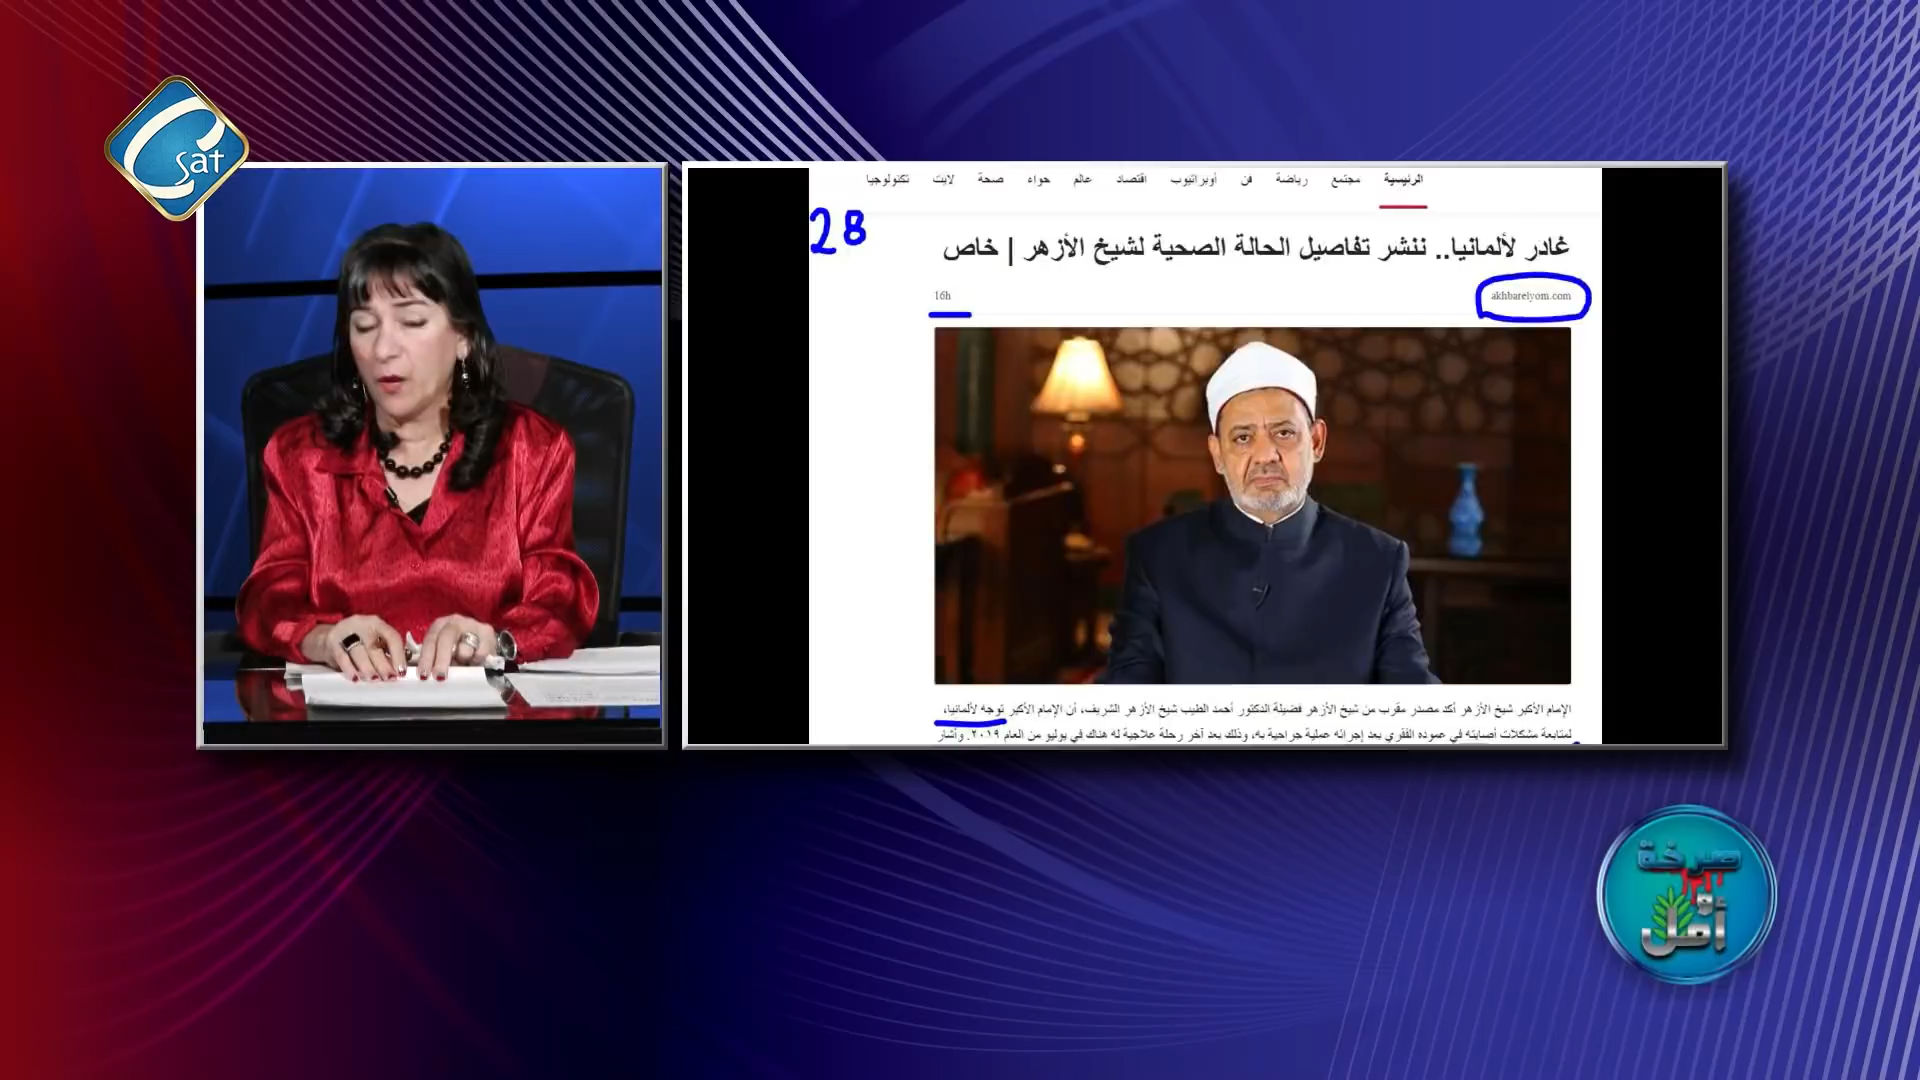 C sat
الرئيسية مجتمع رياضة فن أوبراتيوب اقتصاد عالم حواء صحة لايت تكنولوجيا
28
غادر لألمانيا.. ننشر تفاصيل الحالة الصحية لشيخ الأزهر | خاص
akhbarelyom.com
16h
الإمام الأكبر شيخ الأزهر أكد مصدر مقرب من شيخ الأزهر فضيلة الدكتور أحمد الطيب شيخ الأزهر الشريف، أن الإمام الأكبر توجه لألمانيا،
لمتابعة مشكلات أصابته في عموده الفقري بعد إجرائه عملية جراحية به، وذلك بعد آخر رحلة علاجية له هناك في يوليو من العام ٢٠١٩. وأشار
صرخة
و
أمل